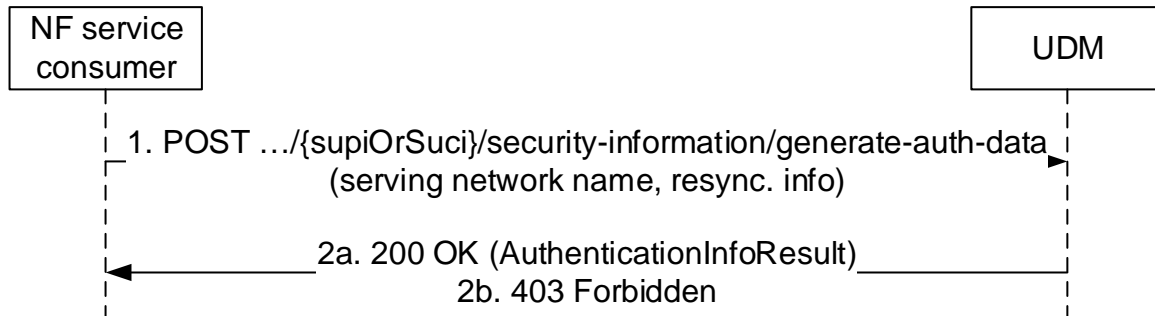 NF service
consumer
UDM
1. POST …/{supiOrSuci}/security-information/generate-auth-data
(serving network name, resync. info)
2a. 200 OK (AuthenticationInfoResult)
2b. 403 Forbidden